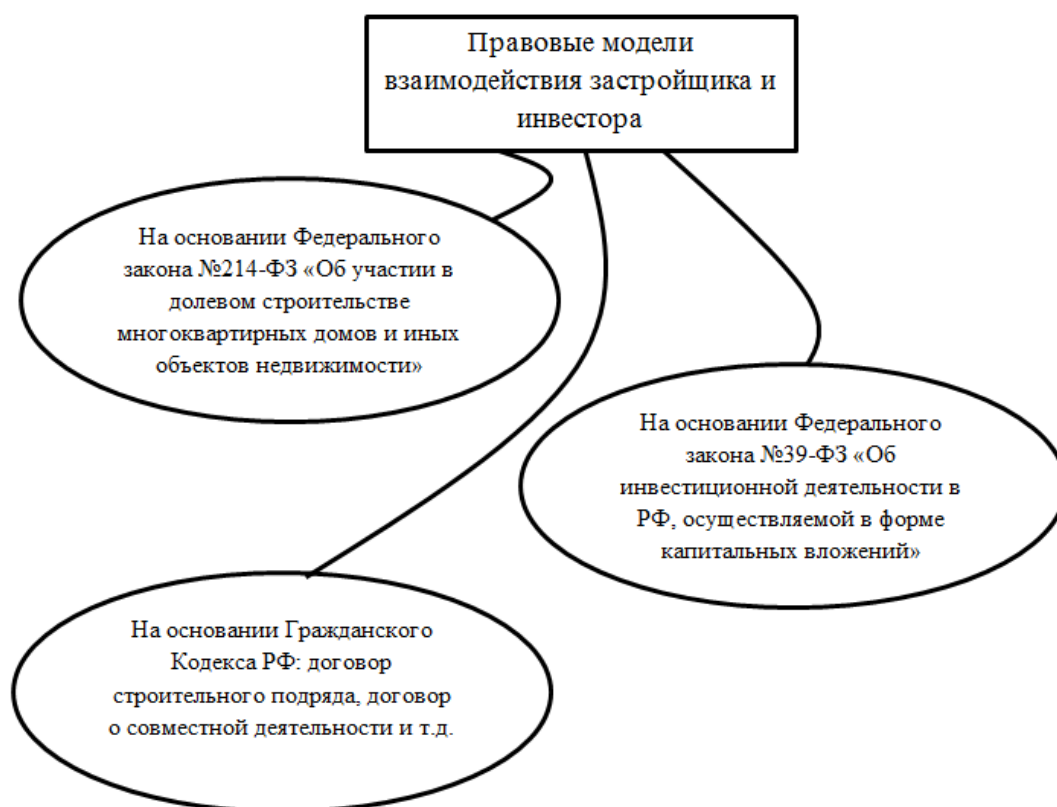 Правовые модели
взаимодействия застройщика и
инвестора
На основании Федерального
закона №214-ФЗ «Об участии в
долевом строительстве
многоквартирных домов и иных
объектов недвижимости»
На основании Федерального
закона №39-ФЗ «Об
инвестиционной деятельности в
РФ, осуществляемой в форме
капитальных вложений»
На основании Гражданского
Кодекса РФ: договор
строительного подряда, договор
о совместной деятельности и т.д.